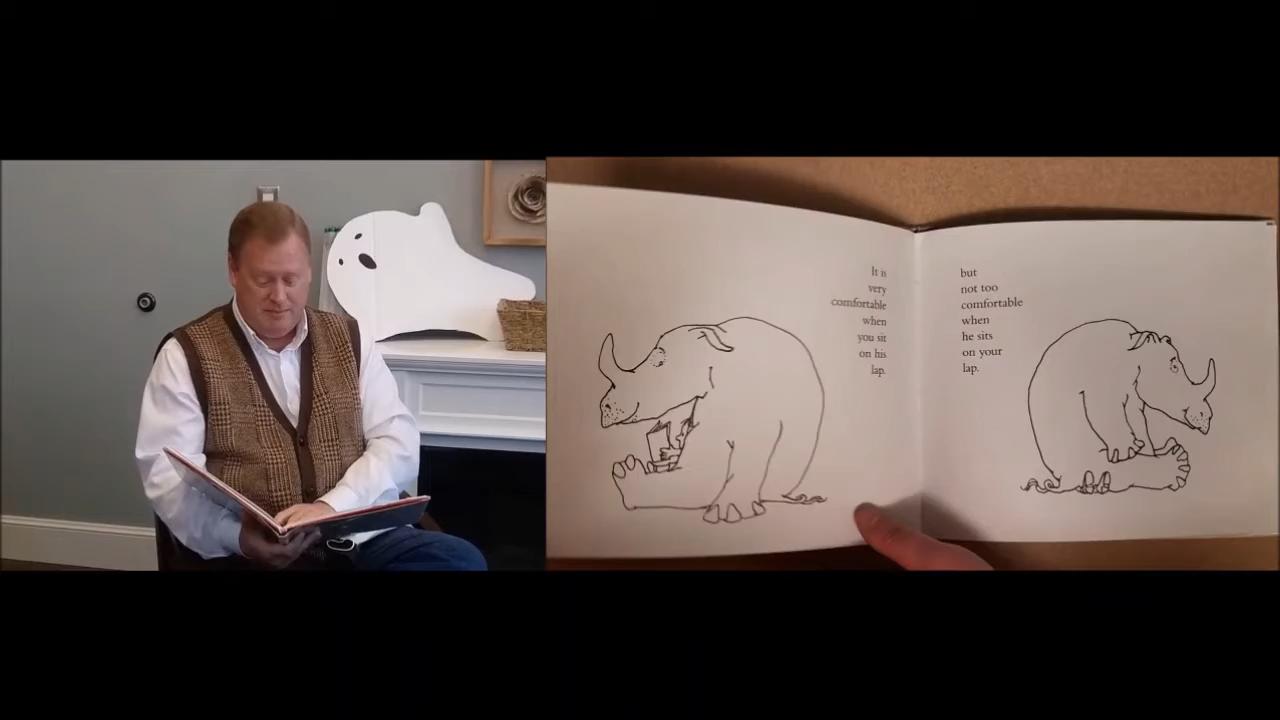 It is
very
comfortable
when
you sit
on his
lap.
but
not too
comfortable
when
he sits
on your
lap.